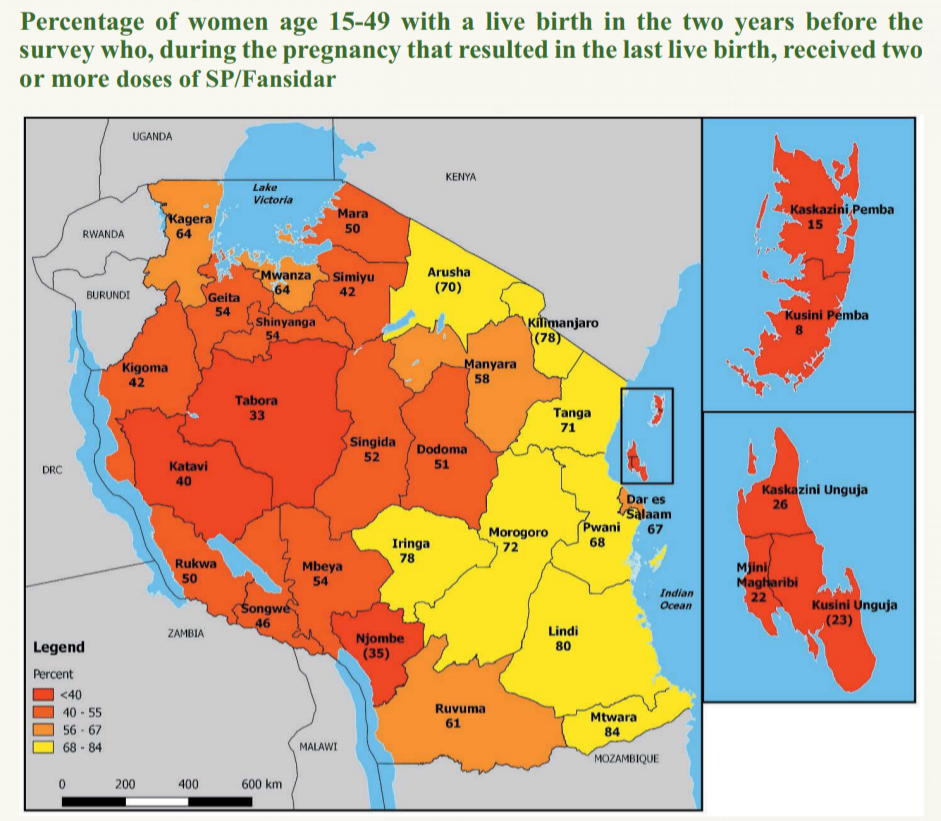 Percentage of women age 15-49 with a live birth in the two years before the
survey who, during the pregnancy that resulted in the last live birth, received two
or more doses of SP/Fansidar
UGANDA
KENYA
Lake
Victoria
RWANDA
BURUNDI
Kagera
64
Mara
50
Mwanza
64
Simiyu
42
Arusha
(70)
Geita
54
Shinyanga
54
Kilimanjaro
(78)
Kigoma
42
Manyara
58
Tabora
33
Tanga
71
Singida
52
Dodoma
51
DRC
Katavi
40
Dar es
Salaam
67
Morogoro
72
Pwani
68
Iringa
78
Rukwa
50
Mbeya
54
Indian
Ocean
Songwe
46
ZAMBIA
Njombe
(35)
Lindi
80
Ruvuma
61
Mtwara
84
MALAWI
MOZAMBIQUE
Legend
Percent
<40
40 - 55
56 - 67
68 - 84
0 200 400 600 km
Kaskazini Pemba
15
Kusini Pemba
8
Kaskazini Unguja
26
Mjini
Magharibi
22
Kusini Unguja
(23)